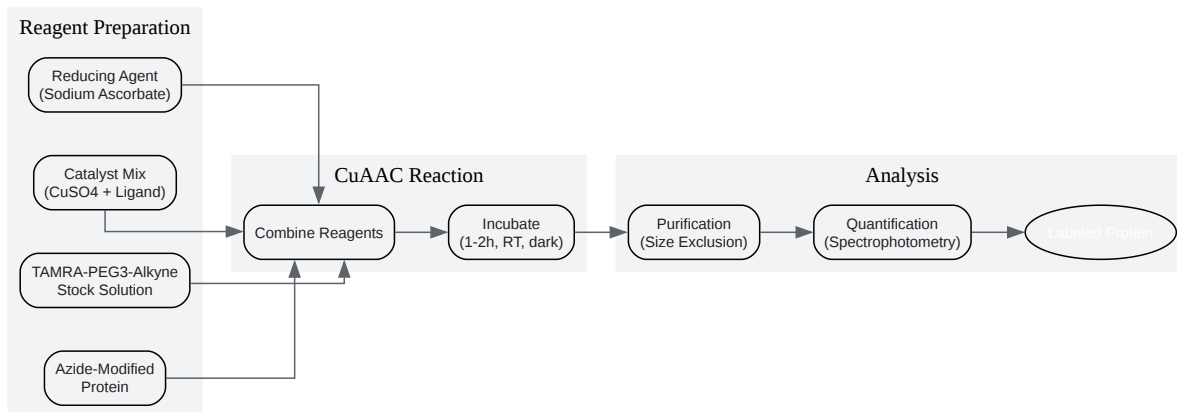 Reagent Preparation
Reducing Agent
(Sodium Ascorbate)
Catalyst Mix
(CuSO4 + Ligand)
TAMRA-PEG3-Alkyne
Stock Solution
Azide-Modified
Protein
CuAAC Reaction
Combine Reagents
Incubate
(1-2h, RT, dark)
Analysis
Purification
(Size Exclusion)
Quantification
(Spectrophotometry)
Labeled Protein